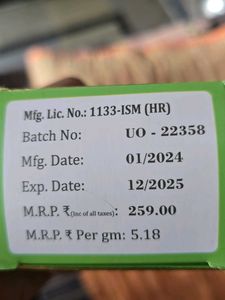 Mfg. Lic. No.: 1133-ISM (HR)
Batch No: UO - 22358
Mfg. Date: 01/2024
Exp. Date: 12/2025
M.R.P. ₹(Inc of all taxes): 259.00
M.R.P. ₹ Per gm: 5.18